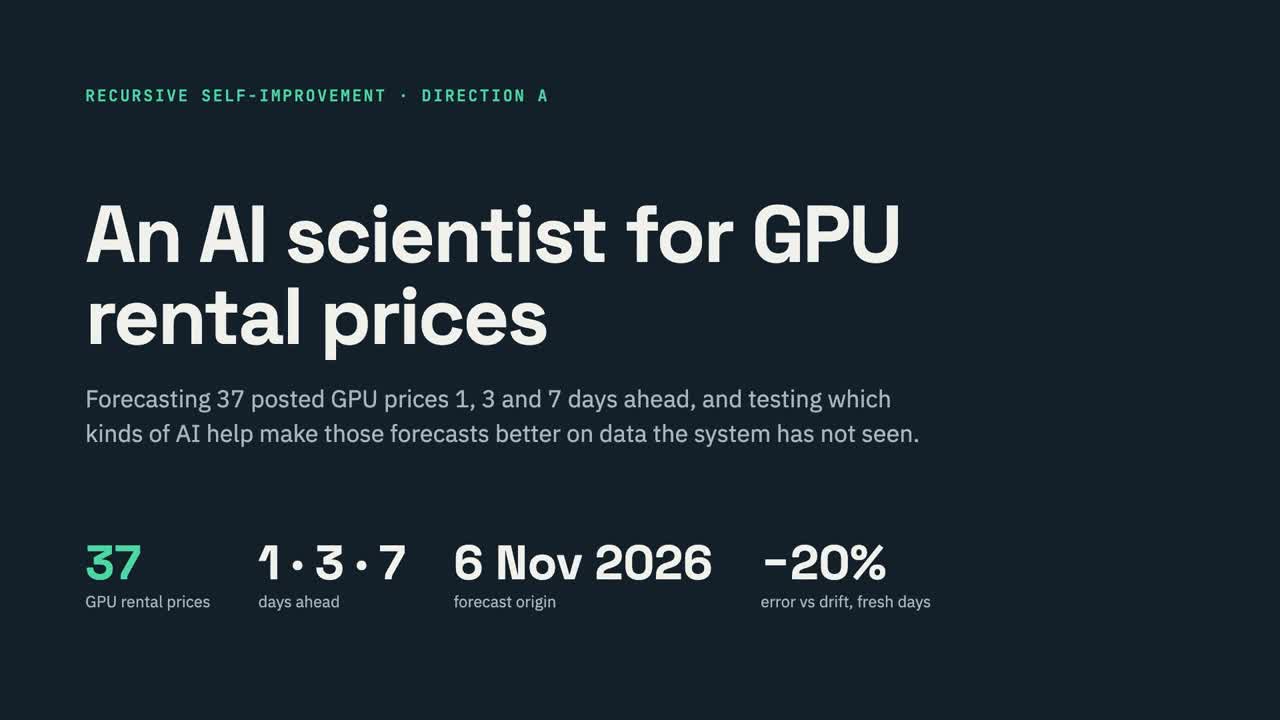 RECURSIVE SELF-IMPROVEMENT · DIRECTION A
An AI scientist for GPU
rental prices
Forecasting 37 posted GPU prices 1, 3 and 7 days ahead, and testing which
kinds of AI help make those forecasts better on data the system has not seen.
37
GPU rental prices
1 · 3 · 7
days ahead
6 Nov 2026
forecast origin
−20%
error vs drift, fresh days